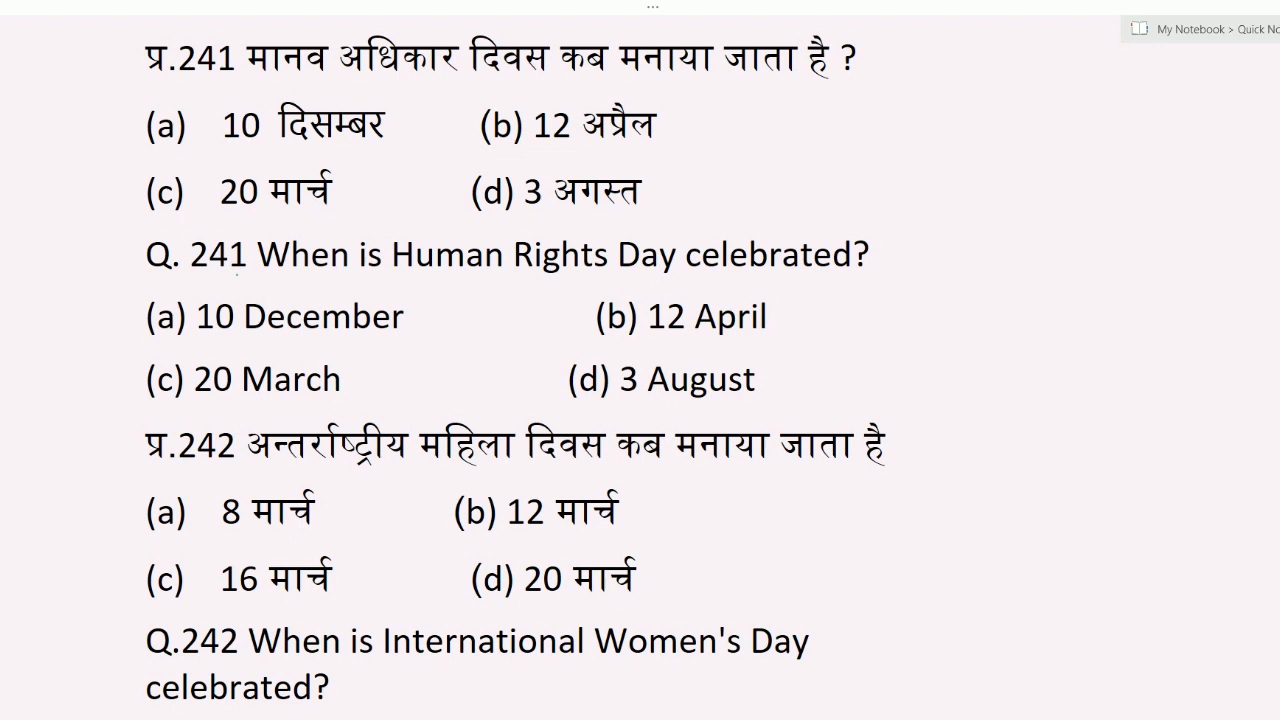 ...
My Notebook > Quick No
प्र.241 मानव अधिकार दिवस कब मनाया जाता है ?
(a) 10 दिसम्बर (b) 12 अप्रैल
(c) 20 मार्च (d) 3 अगस्त
Q. 241 When is Human Rights Day celebrated?
(a) 10 December (b) 12 April
(c) 20 March (d) 3 August
प्र.242 अन्तर्राष्ट्रीय महिला दिवस कब मनाया जाता है
(a) 8 मार्च (b) 12 मार्च
(c) 16 मार्च (d) 20 मार्च
Q.242 When is International Women's Day
celebrated?